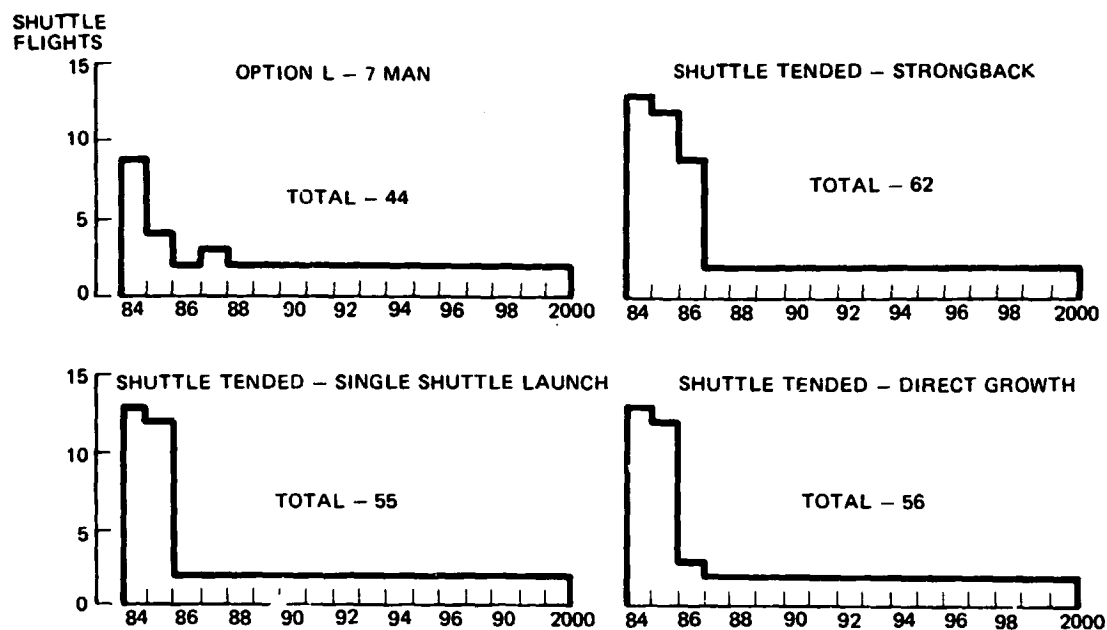 SHUTTLE
FLIGHTS
OPTION L – 7 MAN
15
10
5
0
TOTAL – 44
84 86 88 90 92 94 96 98 2000
SHUTTLE TENDED – STRONGBACK
TOTAL – 62
84 86 88 90 92 94 96 98 2000
SHUTTLE TENDED – SINGLE SHUTTLE LAUNCH
15
10
5
0
TOTAL – 55
84 86 88 90 92 94 96 98 2000
SHUTTLE TENDED – DIRECT GROWTH
TOTAL – 56
84 86 88 90 92 94 96 98 2000